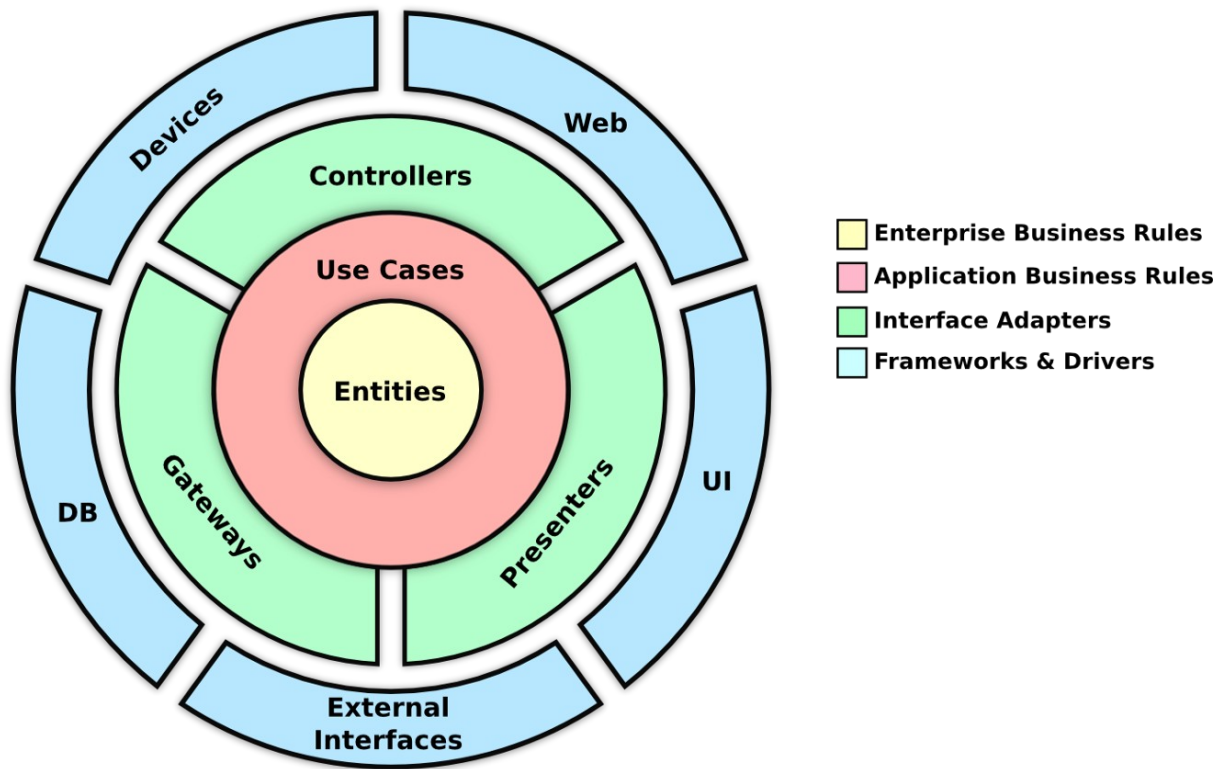 Devices
Web
Controllers
Use Cases
Entities
Gateways
Presenters
DB
UI
External
Interfaces
Enterprise Business Rules
Application Business Rules
Interface Adapters
Frameworks & Drivers